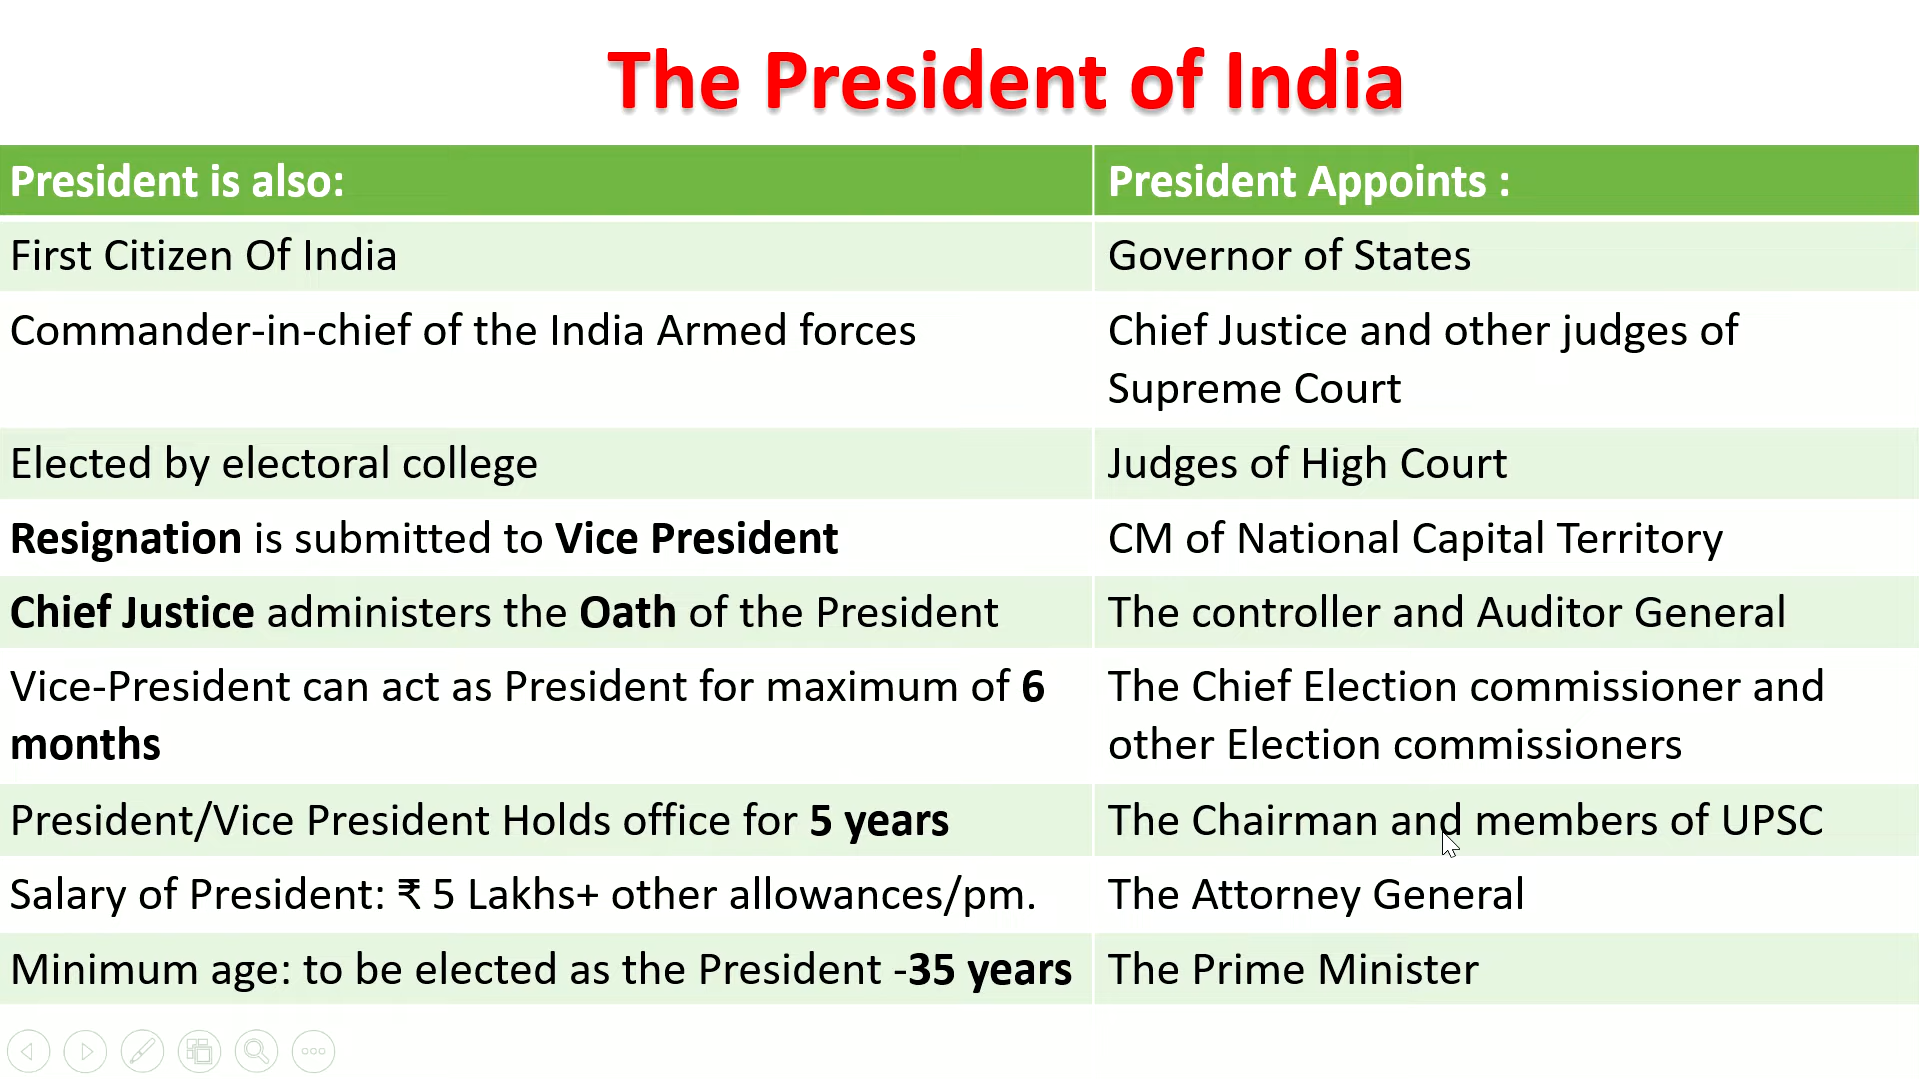 The President of India
President is also:
President Appoints :
First Citizen Of India
Governor of States
Commander-in-chief of the India Armed forces
Chief Justice and other judges of
Supreme Court
Elected by electoral college
Judges of High Court
Resignation is submitted to Vice President
CM of National Capital Territory
Chief Justice administers the Oath of the President
The controller and Auditor General
Vice-President can act as President for maximum of 6
months
The Chief Election commissioner and
other Election commissioners
President/Vice President Holds office for 5 years
The Chairman and members of UPSC
Salary of President: ₹ 5 Lakhs+ other allowances/pm.
The Attorney General
Minimum age: to be elected as the President -35 years
The Prime Minister